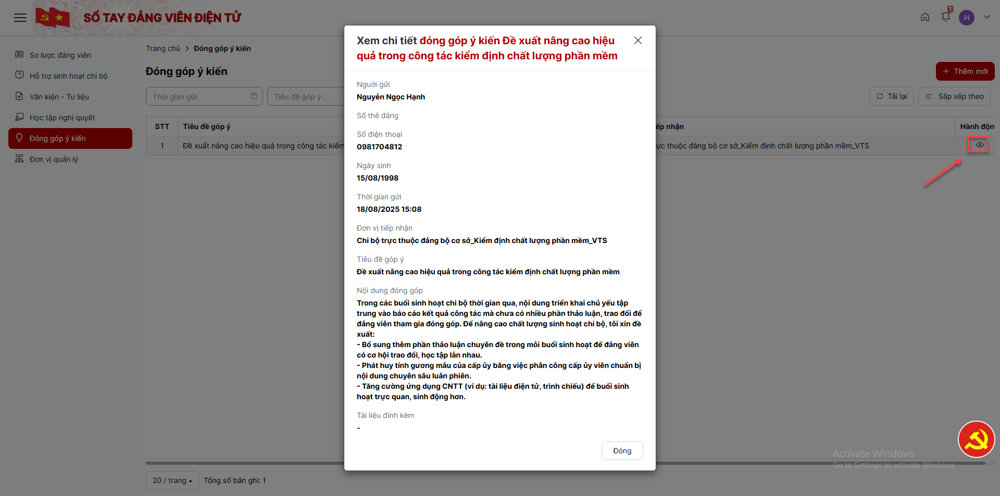 SỔ TAY ĐẢNG VIÊN ĐIỆN TỬ
1
H
Sơ lược đảng viên
Hỗ trợ sinh hoạt chi bộ
Văn kiện - Tư liệu
Học tập nghị quyết
Đóng góp ý kiến
Đơn vị quản lý
Trang chủ > Đóng góp ý kiến
Đóng góp ý kiến
Thêm mới
Thời gian gửi
Tiêu đề góp ý
Tải lại
Sắp xếp theo
STT
Tiêu đề góp ý
ếp nhận
Hành độn
1
Đề xuất nâng cao hiệu quả trong công tác kiểm
ực thuộc đảng bộ cơ sở_Kiểm định chất lượng phần mềm_VTS
Xem chi tiết đóng góp ý kiến Đề xuất nâng cao hiệu
quả trong công tác kiểm định chất lượng phần mềm
Người gửi
Nguyễn Ngọc Hạnh
Số thẻ đảng
Số điện thoại
0981704812
Ngày sinh
15/08/1998
Thời gian gửi
18/08/2025 15:08
Đơn vị tiếp nhận
Chi bộ trực thuộc đảng bộ cơ sở_Kiểm định chất lượng phần mềm_VTS
Tiêu đề góp ý
Đề xuất nâng cao hiệu quả trong công tác kiểm định chất lượng phần mềm
Nội dung đóng góp
Trong các buổi sinh hoạt chi bộ thời gian qua, nội dung triển khai chủ yếu tập
trung vào báo cáo kết quả công tác mà chưa có nhiều phần thảo luận, trao đổi để
đảng viên tham gia đóng góp. Để nâng cao chất lượng sinh hoạt chi bộ, tôi xin đề
xuất:
- Bổ sung thêm phần thảo luận chuyên đề trong mỗi buổi sinh hoạt để đảng viên
có cơ hội trao đổi, học tập lẫn nhau.
- Phát huy tính gương mẫu của cấp ủy bằng việc phân công cấp ủy viên chuẩn bị
nội dung chuyên sâu luân phiên.
- Tăng cường ứng dụng CNTT (ví dụ: tài liệu điện tử, trình chiếu) để buổi sinh
hoạt trực quan, sinh động hơn.
Tài liệu đính kèm
-
Đóng
Activate Windows
Go to Settings to activate Windows.
20 / trang
Tổng số bản ghi: 1